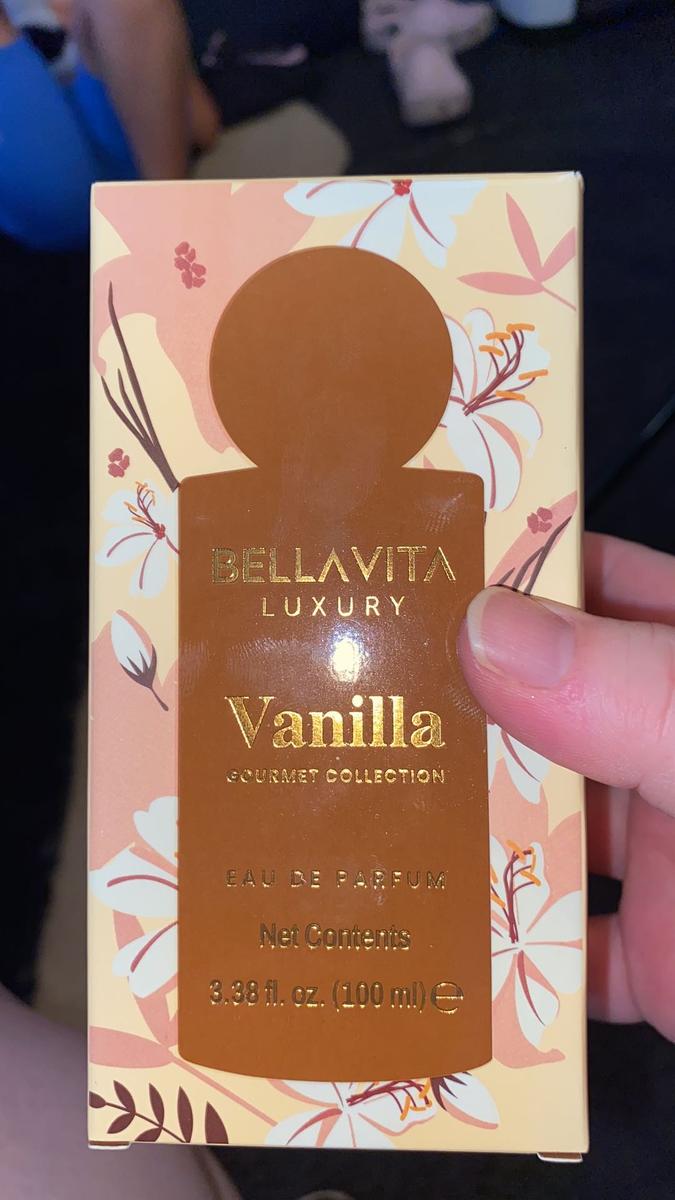 BELLAVITA
LUXURY
Vanilla
GOURMET COLLECTION
EAU DE PARFUM
Net Contents
3.38 fl. oz. (100 ml) ℮